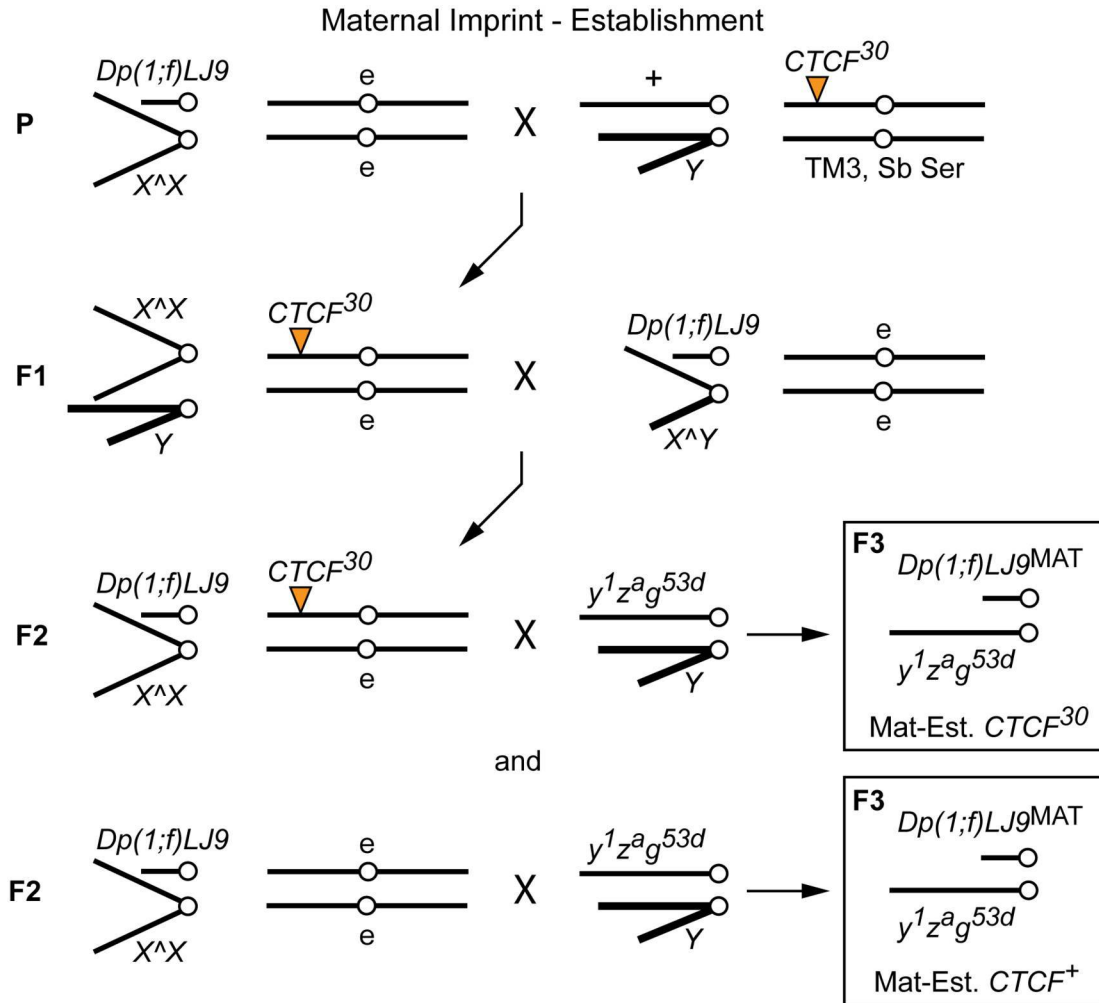 Maternal Imprint - Establishment
Dp(1;f)LJ9 e + CTCF30
P X
X^X e Y TM3, Sb Ser
X^X CTCF30 Dp(1;f)LJ9 e
F1 X
Y e X^Y e
Dp(1;f)LJ9 CTCF30 y1zag53d
F2 X
X^X e Y
F3
Dp(1;f)LJ9MAT
y1zag53d
Mat-Est. CTCF30
and
Dp(1;f)LJ9 e y1zag53d
F2 X
X^X e Y
F3
Dp(1;f)LJ9MAT
y1zag53d
Mat-Est. CTCF+